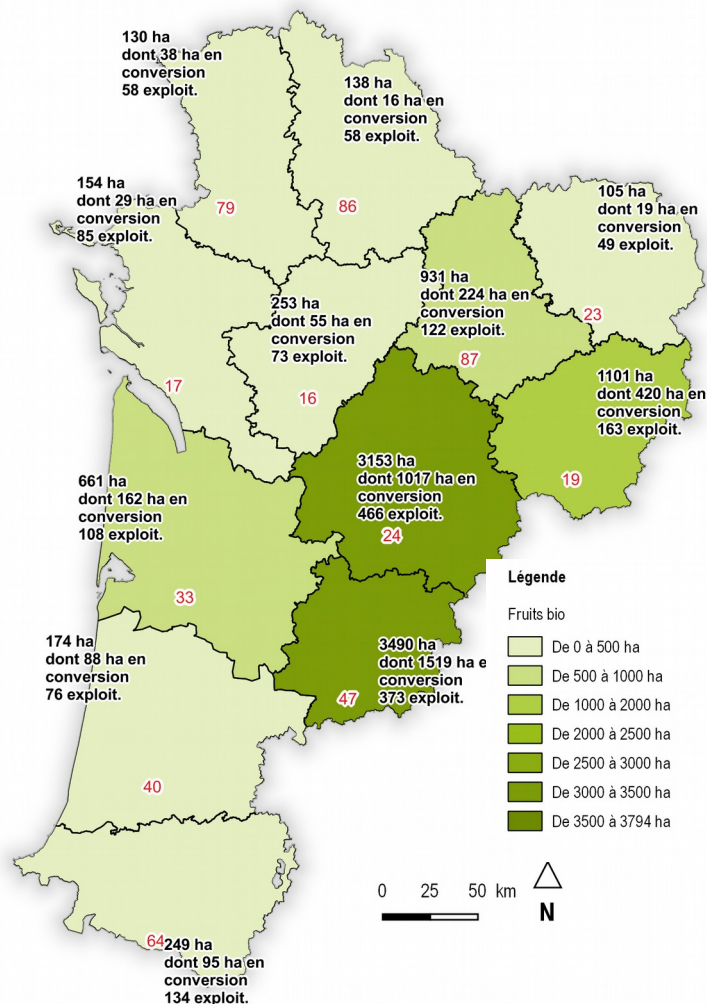 130 ha
dont 38 ha en
conversion
58 exploit.
138 ha
dont 16 ha en
conversion
58 exploit.
154 ha
dont 29 ha en
conversion
85 exploit.
79
86
105 ha
dont 19 ha en
conversion
49 exploit.
253 ha
dont 55 ha en
conversion
73 exploit.
931 ha
dont 224 ha en
conversion
122 exploit.
23
87
17
16
1101 ha
dont 420 ha en
conversion
163 exploit.
19
661 ha
dont 162 ha en
conversion
108 exploit.
3153 ha
dont 1017 ha en
conversion
466 exploit.
24
33
174 ha
dont 88 ha en
conversion
76 exploit.
3490 ha
dont 1519 ha e
conversion
373 exploit.
47
40
64
249 ha
dont 95 ha en
conversion
134 exploit.
Légende
Fruits bio
De 0 à 500 ha
De 500 à 1000 ha
De 1000 à 2000 ha
De 2000 à 2500 ha
De 2500 à 3000 ha
De 3000 à 3500 ha
De 3500 à 3794 ha
0 25 50 km
N